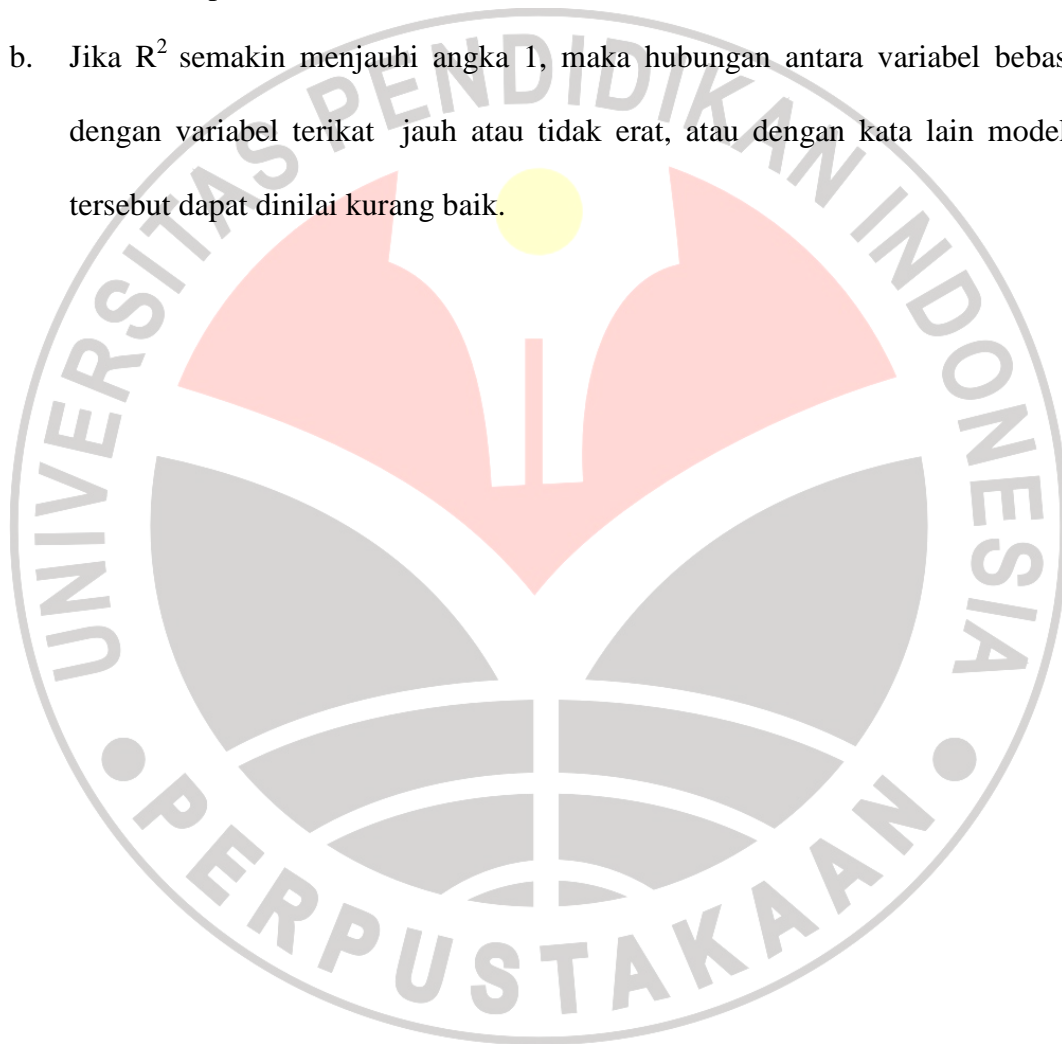 b. Jika R² semakin menjauhi angka 1, maka hubungan antara variabel bebas
dengan variabel terikat jauh atau tidak erat, atau dengan kata lain model
tersebut dapat dinilai kurang baik.
UNIVERSITAS PENDIDIKAN INDONESIA
PERPUSTAKAAN